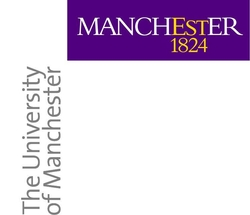 MANCHESTER
1824
The University
of Manchester